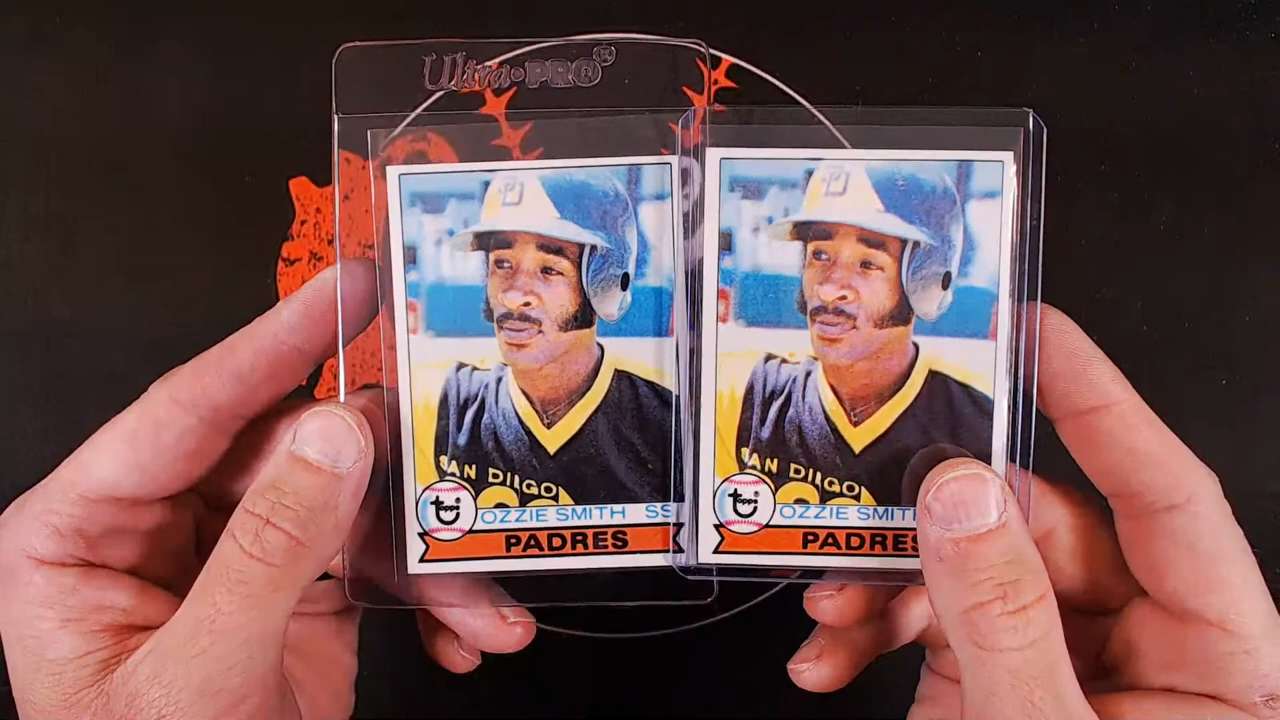 Ultra•PRO®
SAN DIEGO
topps®
OZZIE SMITH SS
PADRES
SAN DIEGO
topps®
OZZIE SMITH
PADRES